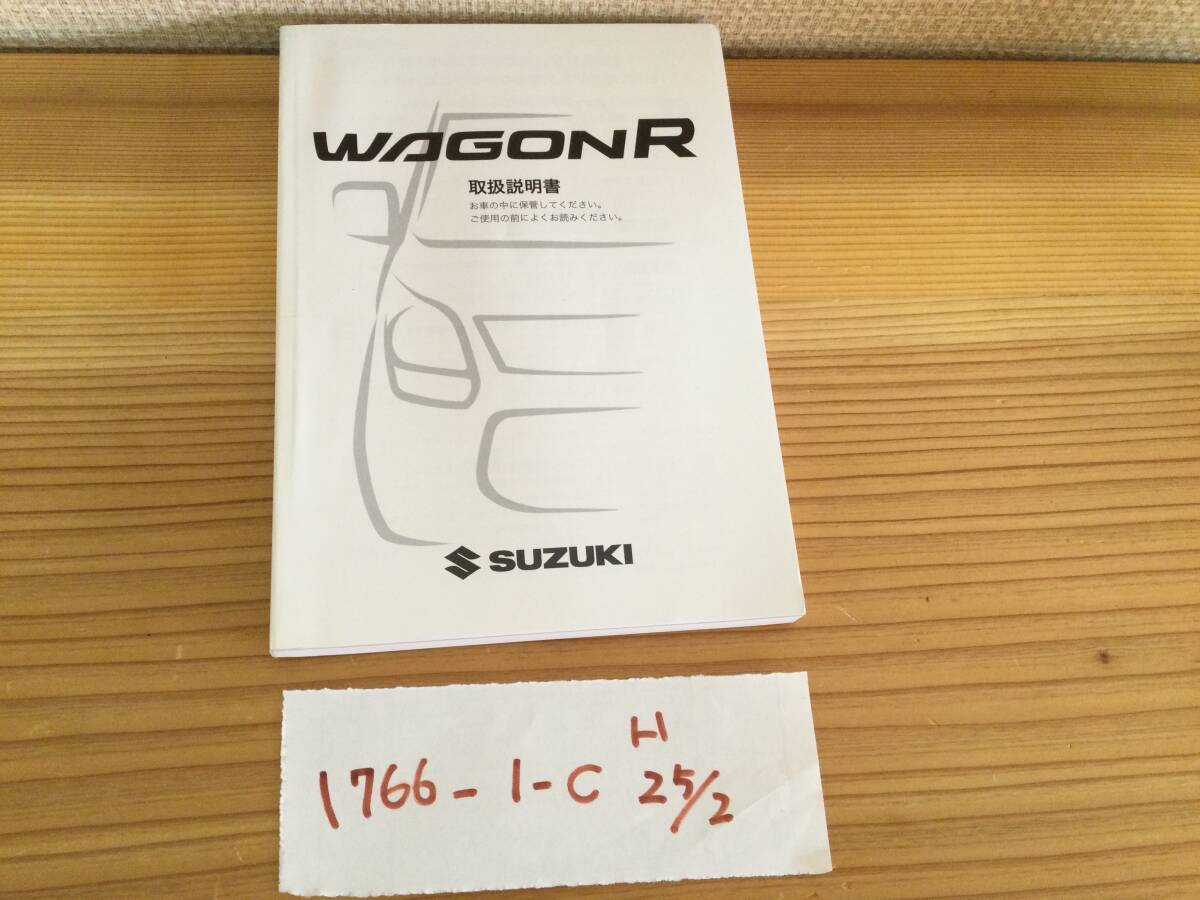 WAGON R
取扱説明書
お車の中に保管してください。
ご使用の前によくお読みください。
SUZUKI
H
1766-1-C 25/2